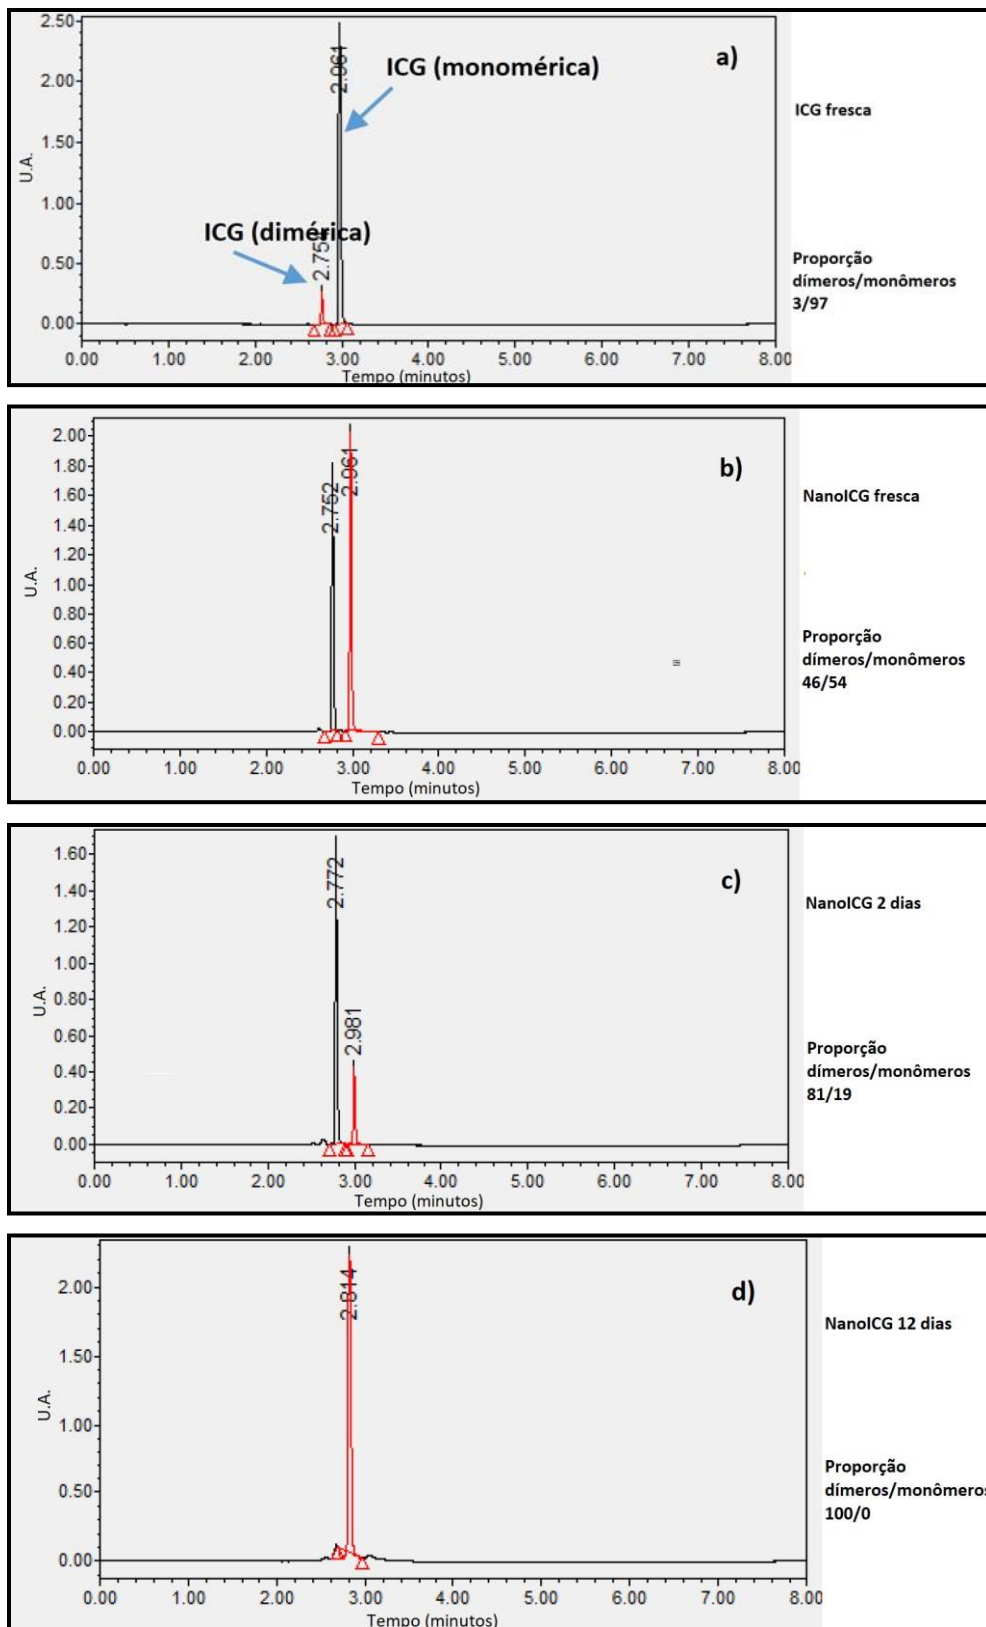 a)
2.50
2.00
1.50
1.00
0.50
0.00
U.A.
ICG (monomérica)
2.961
ICG (dimérica)
0.00 1.00 2.00 3.00 4.00 5.00 6.00 7.00 8.00
Tempo (minutos)
ICG fresca
Proporção
dímeros/monômeros
3/97
b)
2.00
1.80
1.60
1.40
1.20
1.00
0.80
0.60
0.40
0.20
0.00
U.A.
2.752
2.961
0.00 1.00 2.00 3.00 4.00 5.00 6.00 7.00 8.00
Tempo (minutos)
NanoICG fresca
Proporção
dímeros/monômeros
46/54
c)
1.60
1.40
1.20
1.00
0.80
0.60
0.40
0.20
0.00
U.A.
2.772
2.981
0.00 1.00 2.00 3.00 4.00 5.00 6.00 7.00 8.00
Tempo (minutos)
NanoICG 2 dias
Proporção
dímeros/monômeros
81/19
d)
2.00
1.50
1.00
0.50
0.00
U.A.
2.814
0.00 1.00 2.00 3.00 4.00 5.00 6.00 7.00 8.00
Tempo (minutos)
NanoICG 12 dias
Proporção
dímeros/monômeros
100/0